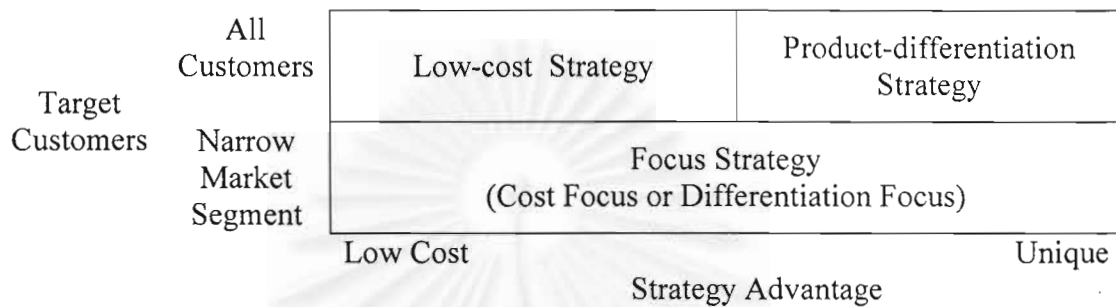 All
Customers
Low-cost Strategy
Product-differentiation
Strategy
Target
Customers
Narrow
Market
Segment
Focus Strategy
(Cost Focus or Differentiation Focus)
Low Cost
Unique
Strategy Advantage